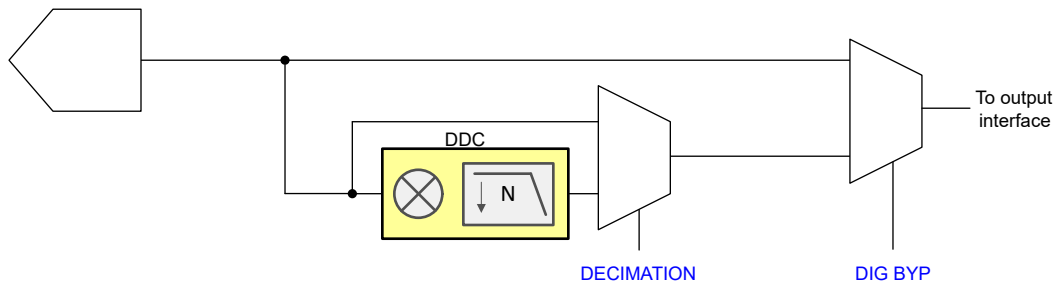 To output
interface
DDC
N
DECIMATION
DIG BYP